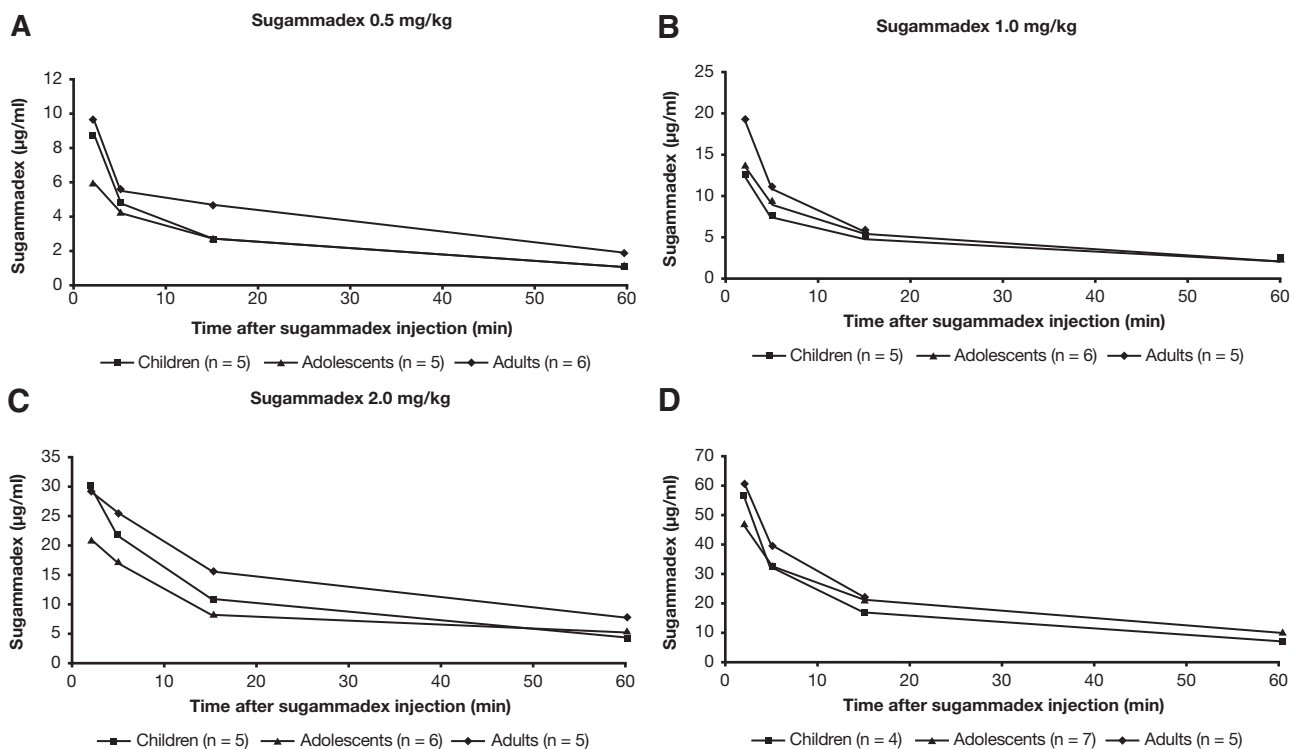 A
Sugammadex 0.5 mg/kg
Sugammadex (µg/ml)
12
10
8
6
4
2
0
0 10 20 30 40 50 60
Time after sugammadex injection (min)
Children (n = 5) Adolescents (n = 5) Adults (n = 6)
B
Sugammadex 1.0 mg/kg
Sugammadex (µg/ml)
25
20
15
10
5
0
0 10 20 30 40 50 60
Time after sugammadex injection (min)
Children (n = 5) Adolescents (n = 6) Adults (n = 5)
C
Sugammadex 2.0 mg/kg
Sugammadex (µg/ml)
35
30
25
20
15
10
5
0
0 10 20 30 40 50 60
Time after sugammadex injection (min)
Children (n = 5) Adolescents (n = 6) Adults (n = 5)
D
Sugammadex (µg/ml)
70
60
50
40
30
20
10
0
0 10 20 30 40 50 60
Time after sugammadex injection (min)
Children (n = 4) Adolescents (n = 7) Adults (n = 5)